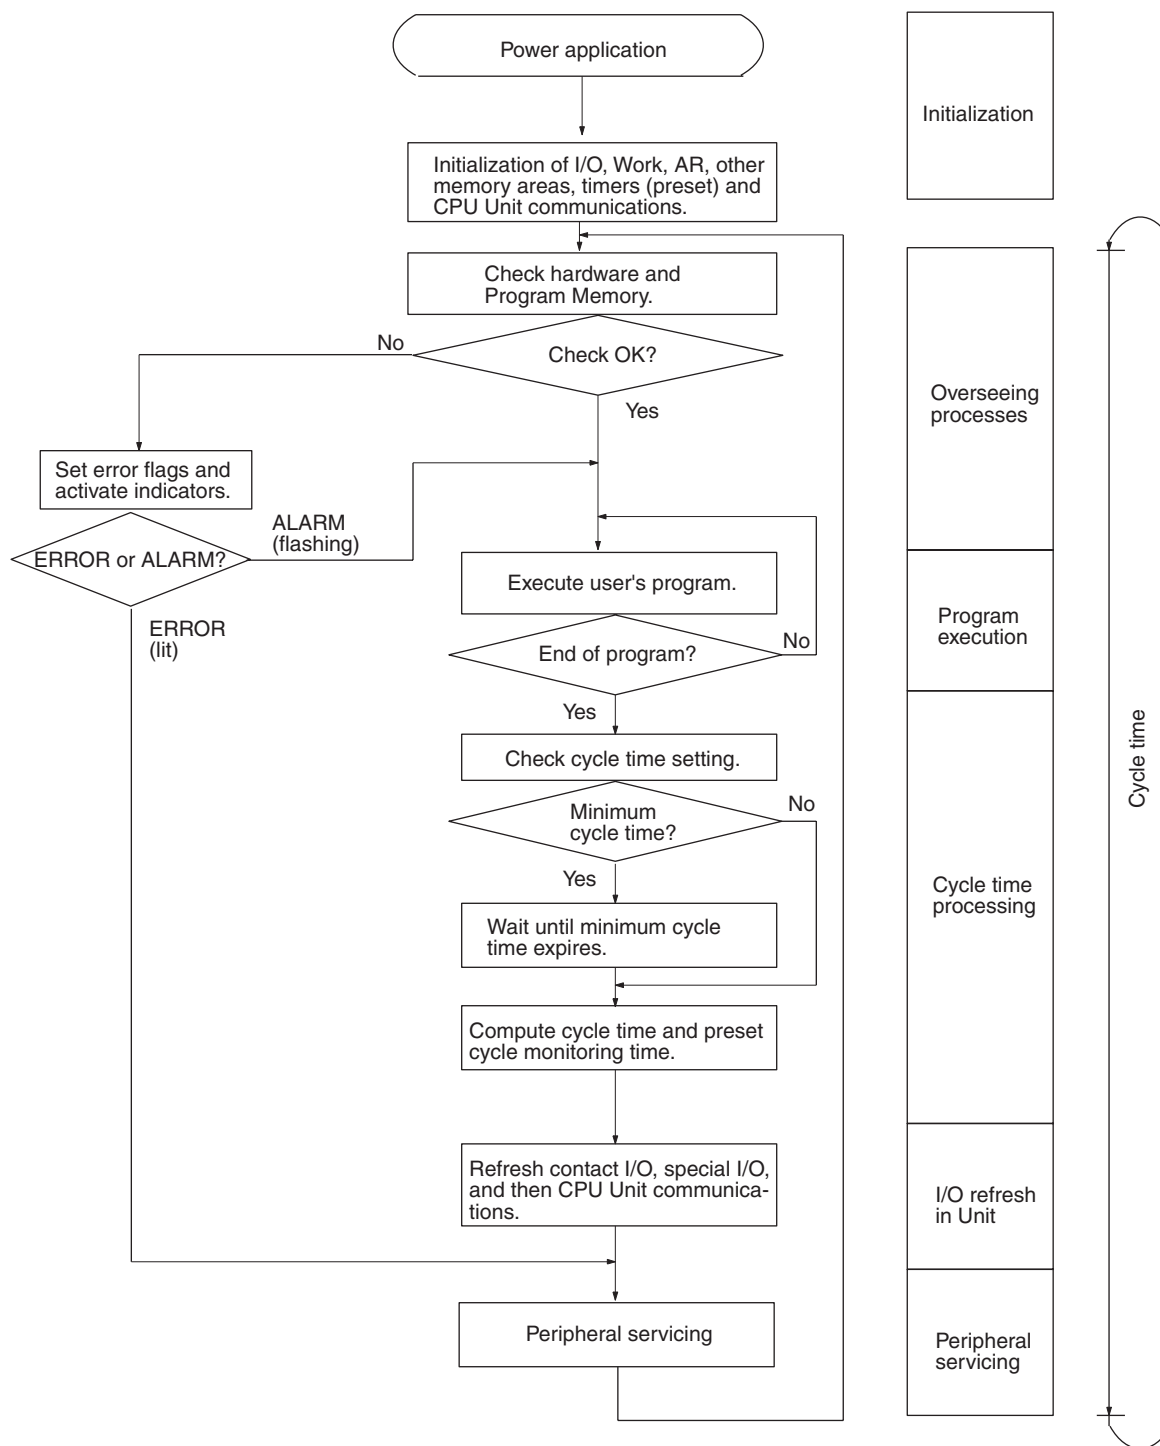 Power application
Initialization
Initialization of I/O, Work, AR, other
memory areas, timers (preset) and
CPU Unit communications.
Check hardware and
Program Memory.
No
Check OK?
Yes
Overseeing
processes
Set error flags and
activate indicators.
ALARM
(flashing)
ERROR or ALARM?
Execute user's program.
ERROR
(lit)
Program
execution
No
End of program?
Yes
Check cycle time setting.
Cycle time
No
Minimum
cycle time?
Yes
Cycle time
processing
Wait until minimum cycle
time expires.
Compute cycle time and preset
cycle monitoring time.
Refresh contact I/O, special I/O,
and then CPU Unit communica-
tions.
I/O refresh
in Unit
Peripheral servicing
Peripheral
servicing